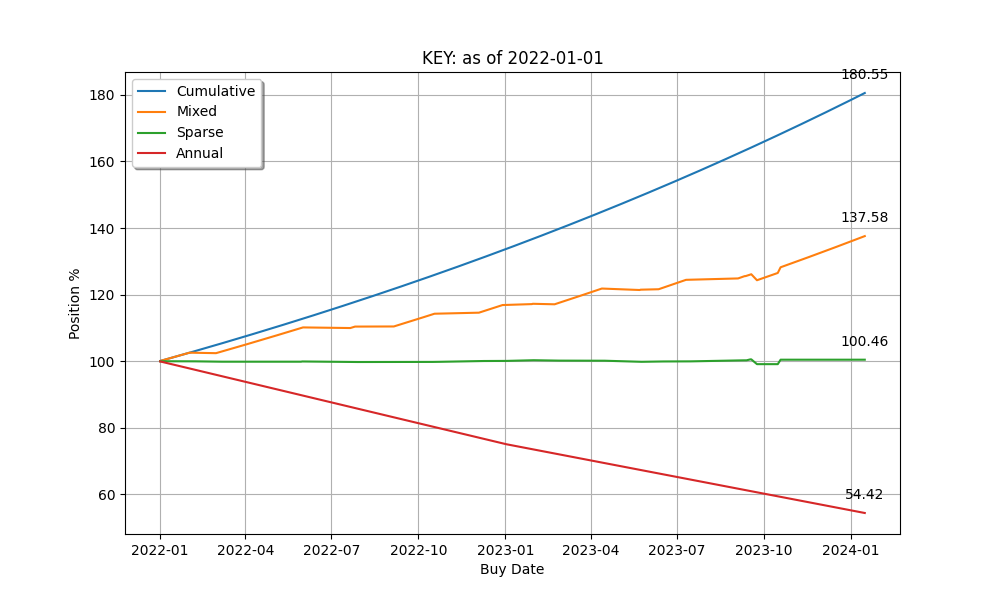 KEY: as of 2022-01-01
180.55
Cumulative
Mixed
Sparse
Annual
137.58
100.46
54.42
Position %
180
160
140
120
100
80
60
2022-01 2022-04 2022-07 2022-10 2023-01 2023-04 2023-07 2023-10 2024-01
Buy Date